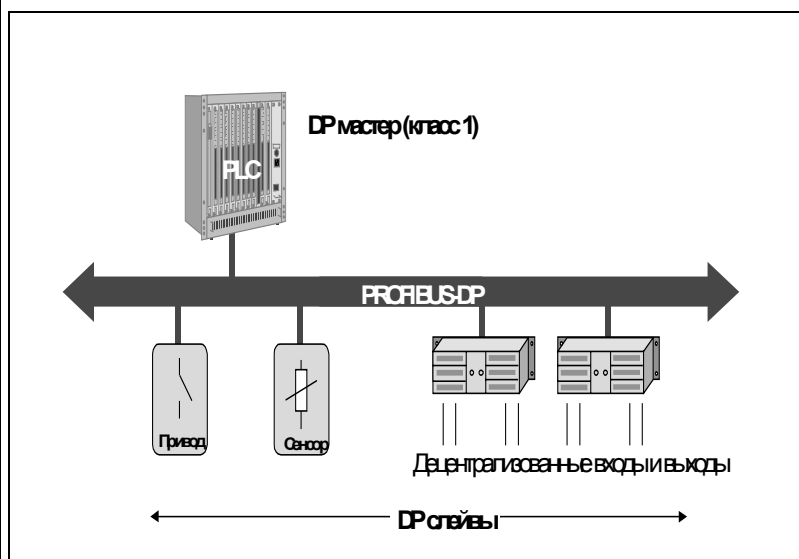 DP мастер (класс 1)
PLC
PROFIBUS-DP
Привод
Сенсор
Децентрализованные входы и выходы
DP слейвы